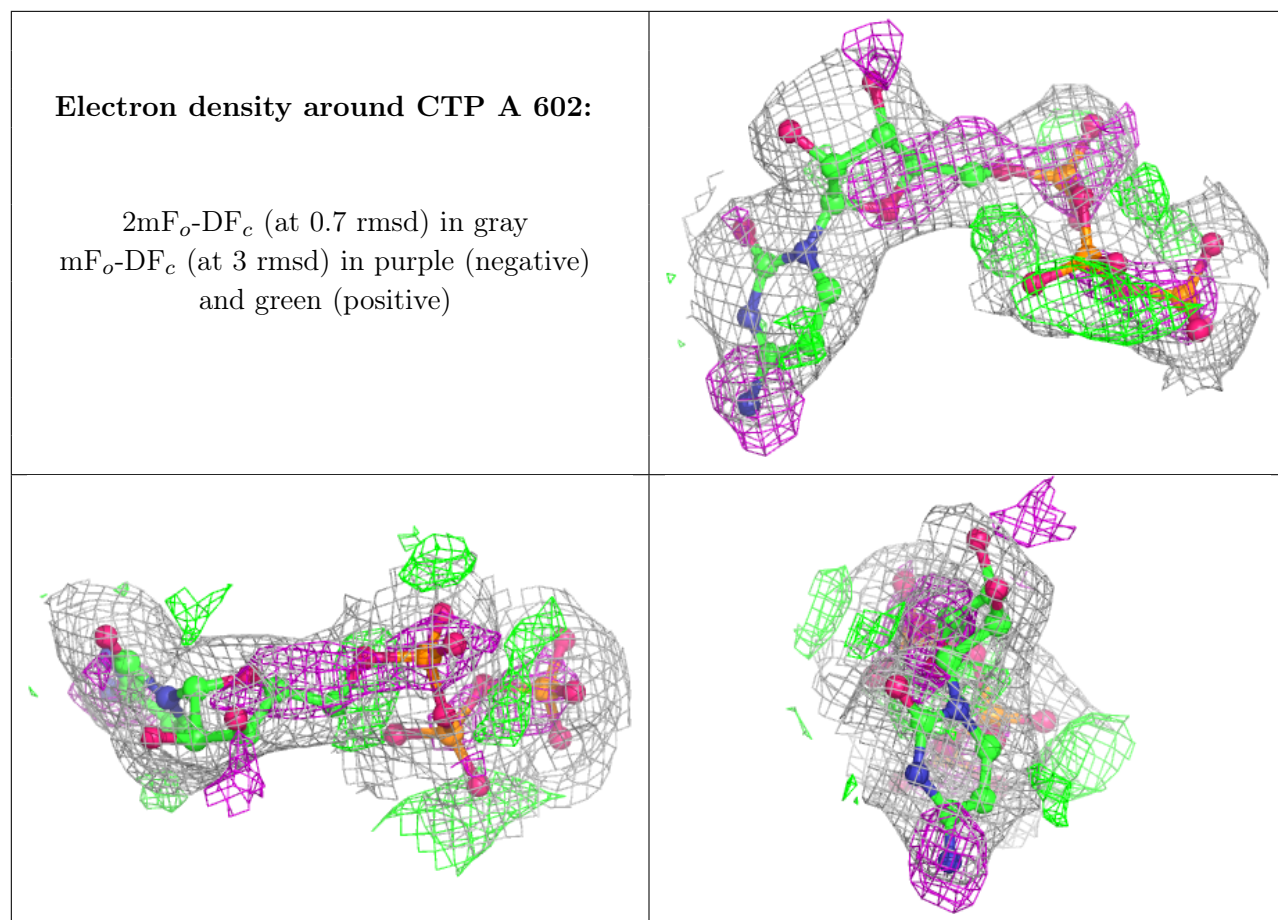 Electron density around CTP A 602:
2mFₒ-DF𝒸 (at 0.7 rmsd) in gray
mFₒ-DF𝒸 (at 3 rmsd) in purple (negative)
and green (positive)